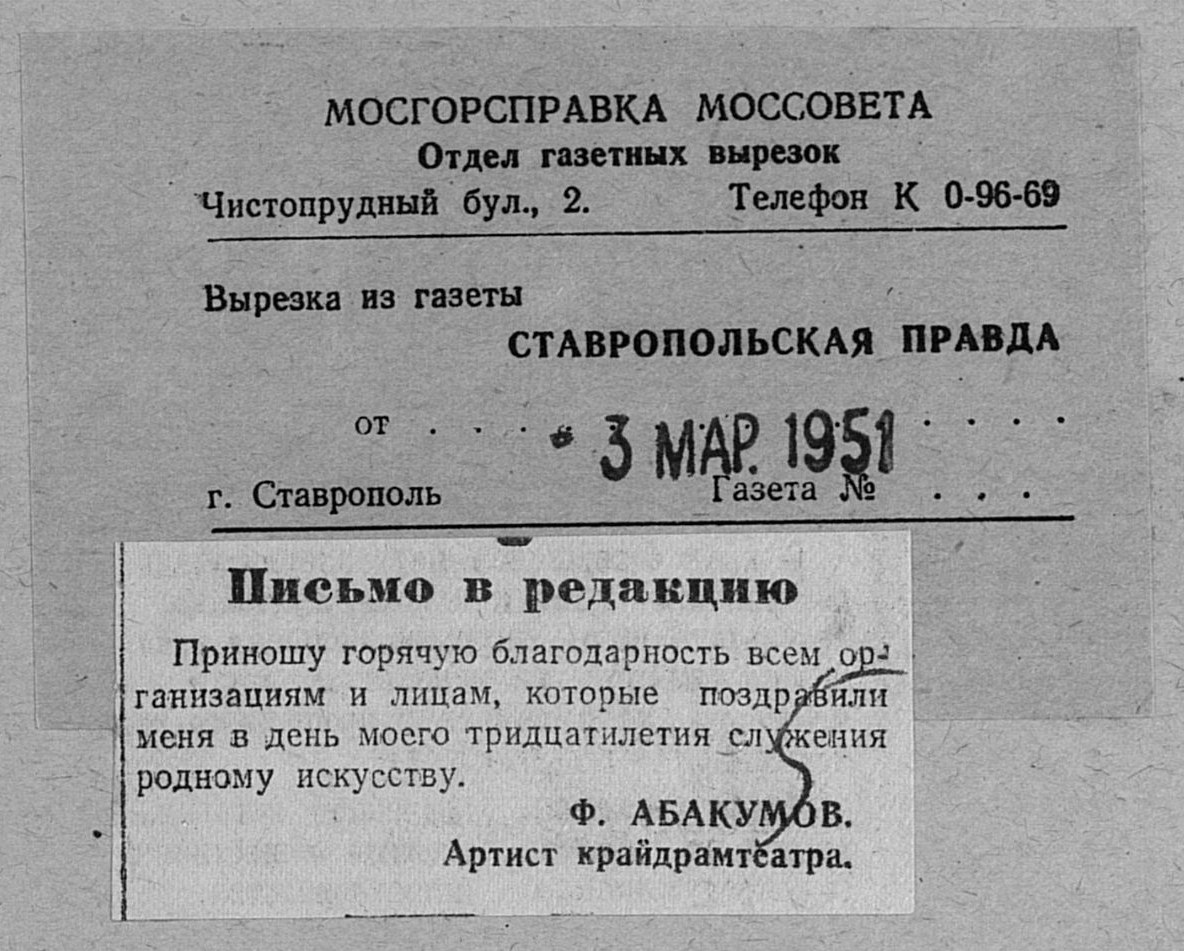 МОСГОРСПРАВКА МОССОВЕТА
Отдел газетных вырезок
Чистопрудный бул., 2. Телефон К 0-96-69
Вырезка из газеты
СТАВРОПОЛЬСКАЯ ПРАВДА
от . . . 3 МАР. 1951 . . . .
г. Ставрополь Газета № . . .
Письмо в редакцию
Приношу горячую благодарность всем ор-
ганизациям и лицам, которые поздравили
меня в день моего тридцатилетия служения
родному искусству.
Ф. АБАКУМОВ.
Артист крайдрамтеатра.